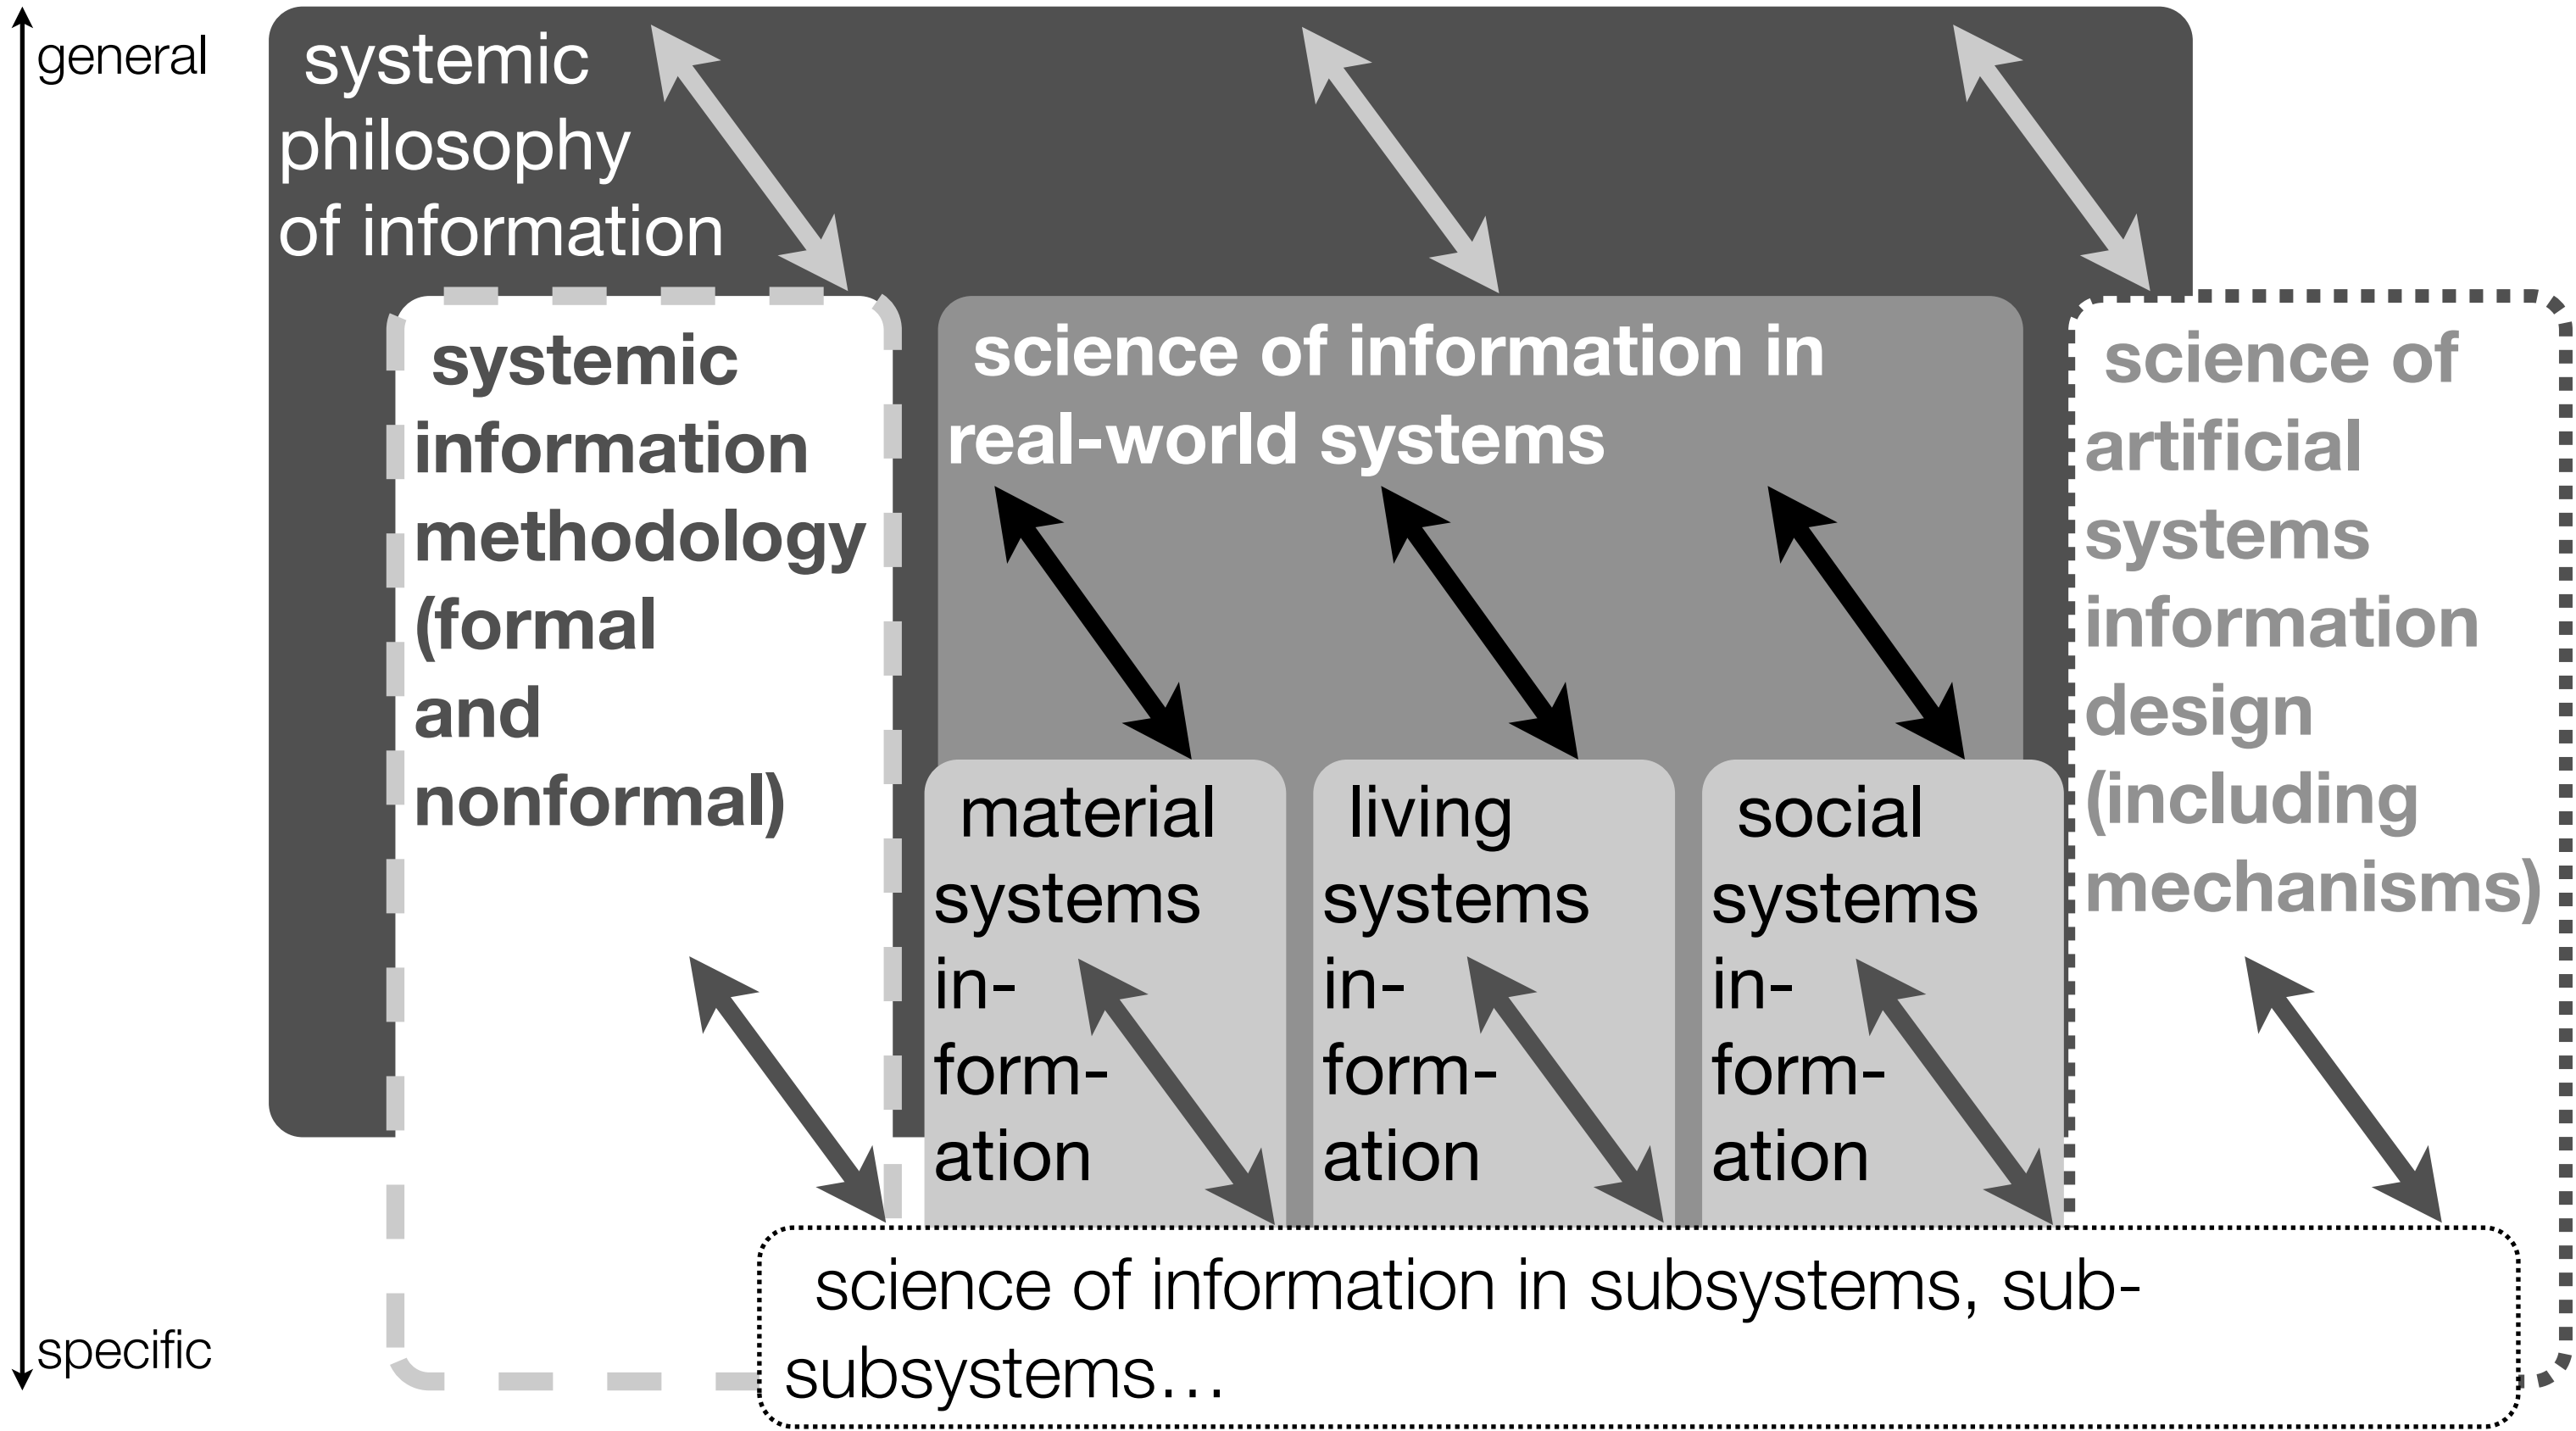 general
systemic
philosophy
of information
systemic
information
methodology
(formal
and
nonformal)
science of information in
real-world systems
science of
artificial
systems
information
design
(including
mechanisms)
material
systems
in-
form-
ation
living
systems
in-
form-
ation
social
systems
in-
form-
ation
science of information in subsystems, sub-
subsystems…
specific